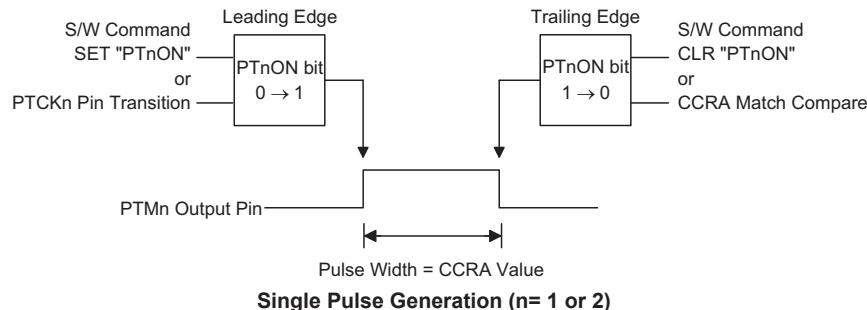 Leading Edge
S/W Command
SET "PTnON"
or
PTCKn Pin Transition
PTnON bit
0 → 1
Trailing Edge
PTnON bit
1 → 0
S/W Command
CLR "PTnON"
or
CCRA Match Compare
PTMn Output Pin
Pulse Width = CCRA Value
Single Pulse Generation (n= 1 or 2)